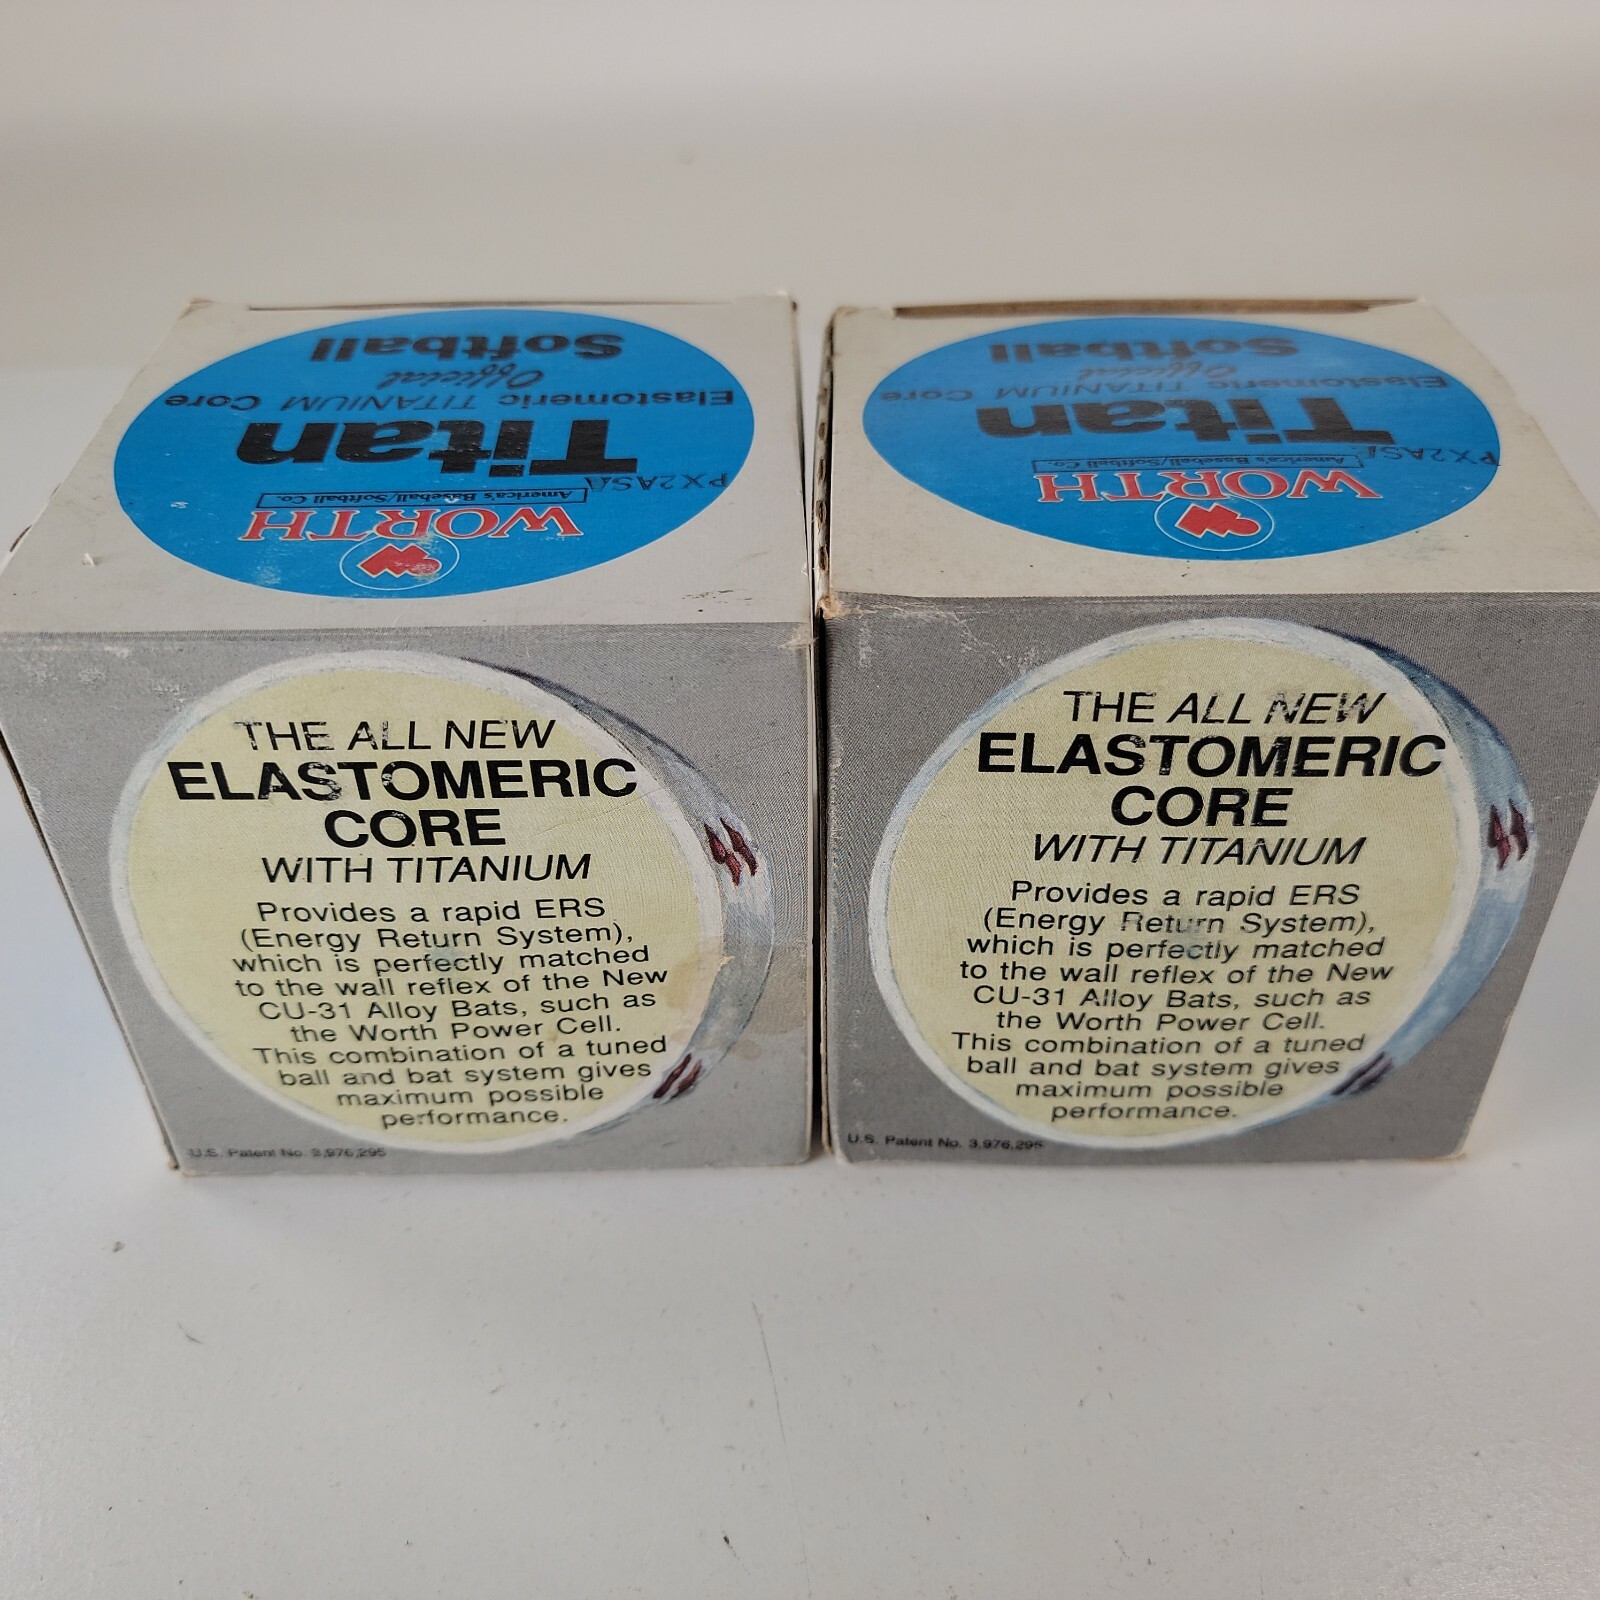 WORTH
America's Baseball/Softball Co.
PX2ASA
Titan
Elastomeric TITANIUM Core
Official
Softball
THE ALL NEW
ELASTOMERIC
CORE
WITH TITANIUM
Provides a rapid ERS
(Energy Return System),
which is perfectly matched
to the wall reflex of the New
CU-31 Alloy Bats, such as
the Worth Power Cell.
This combination of a tuned
ball and bat system gives
maximum possible
performance.
U.S. Patent No. 3,976,295
WORTH
America's Baseball/Softball Co.
PX2ASA
Titan
Elastomeric TITANIUM Core
Official
Softball
THE ALL NEW
ELASTOMERIC
CORE
WITH TITANIUM
Provides a rapid ERS
(Energy Return System),
which is perfectly matched
to the wall reflex of the New
CU-31 Alloy Bats, such as
the Worth Power Cell.
This combination of a tuned
ball and bat system gives
maximum possible
performance.
U.S. Patent No. 3,976,295